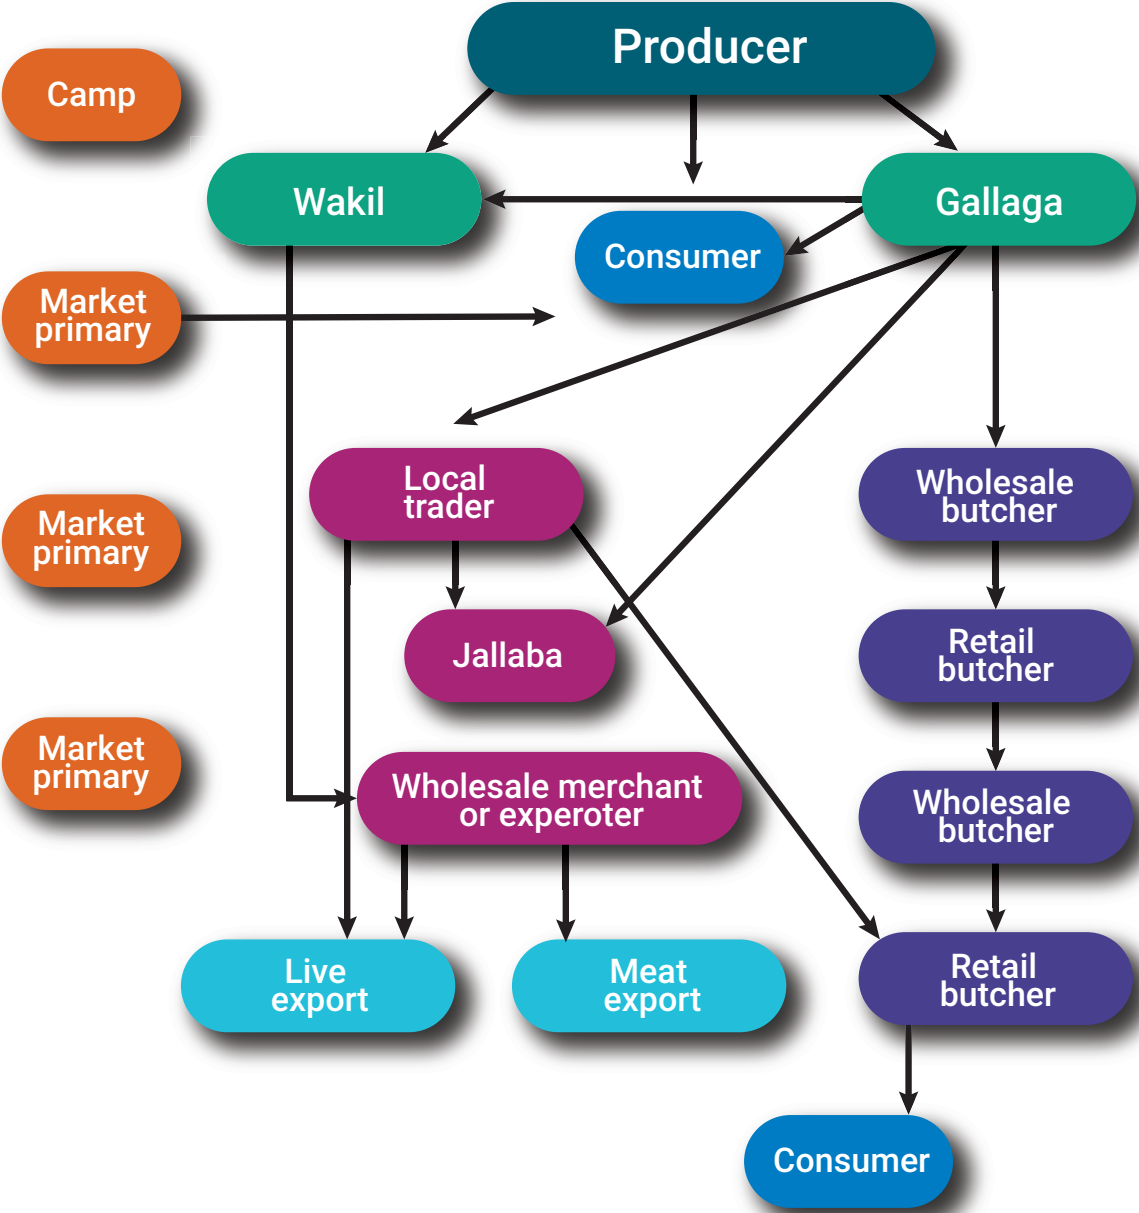 Producer
Camp
Wakil
Gallaga
Consumer
Market
primary
Local
trader
Wholesale
butcher
Market
primary
Jallaba
Retail
butcher
Market
primary
Wholesale merchant
or experoter
Wholesale
butcher
Live
export
Meat
export
Retail
butcher
Consumer